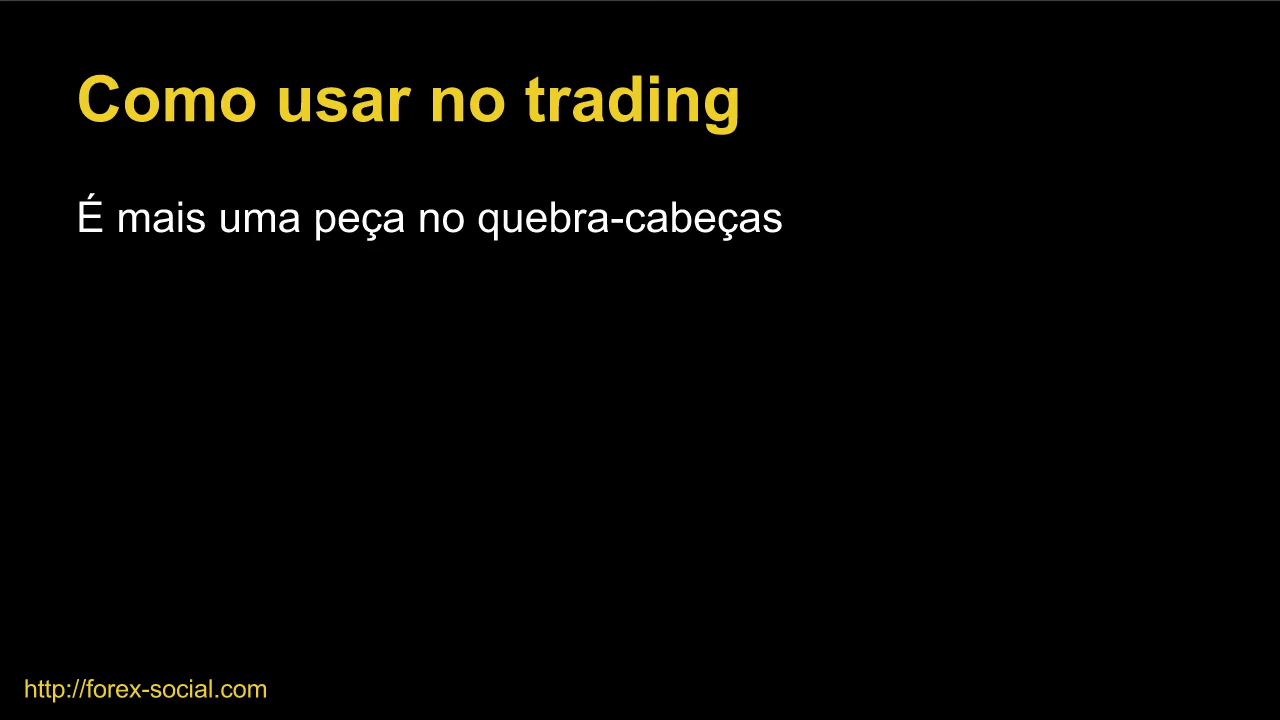 Como usar no trading
É mais uma peça no quebra-cabeças
http://forex-social.com